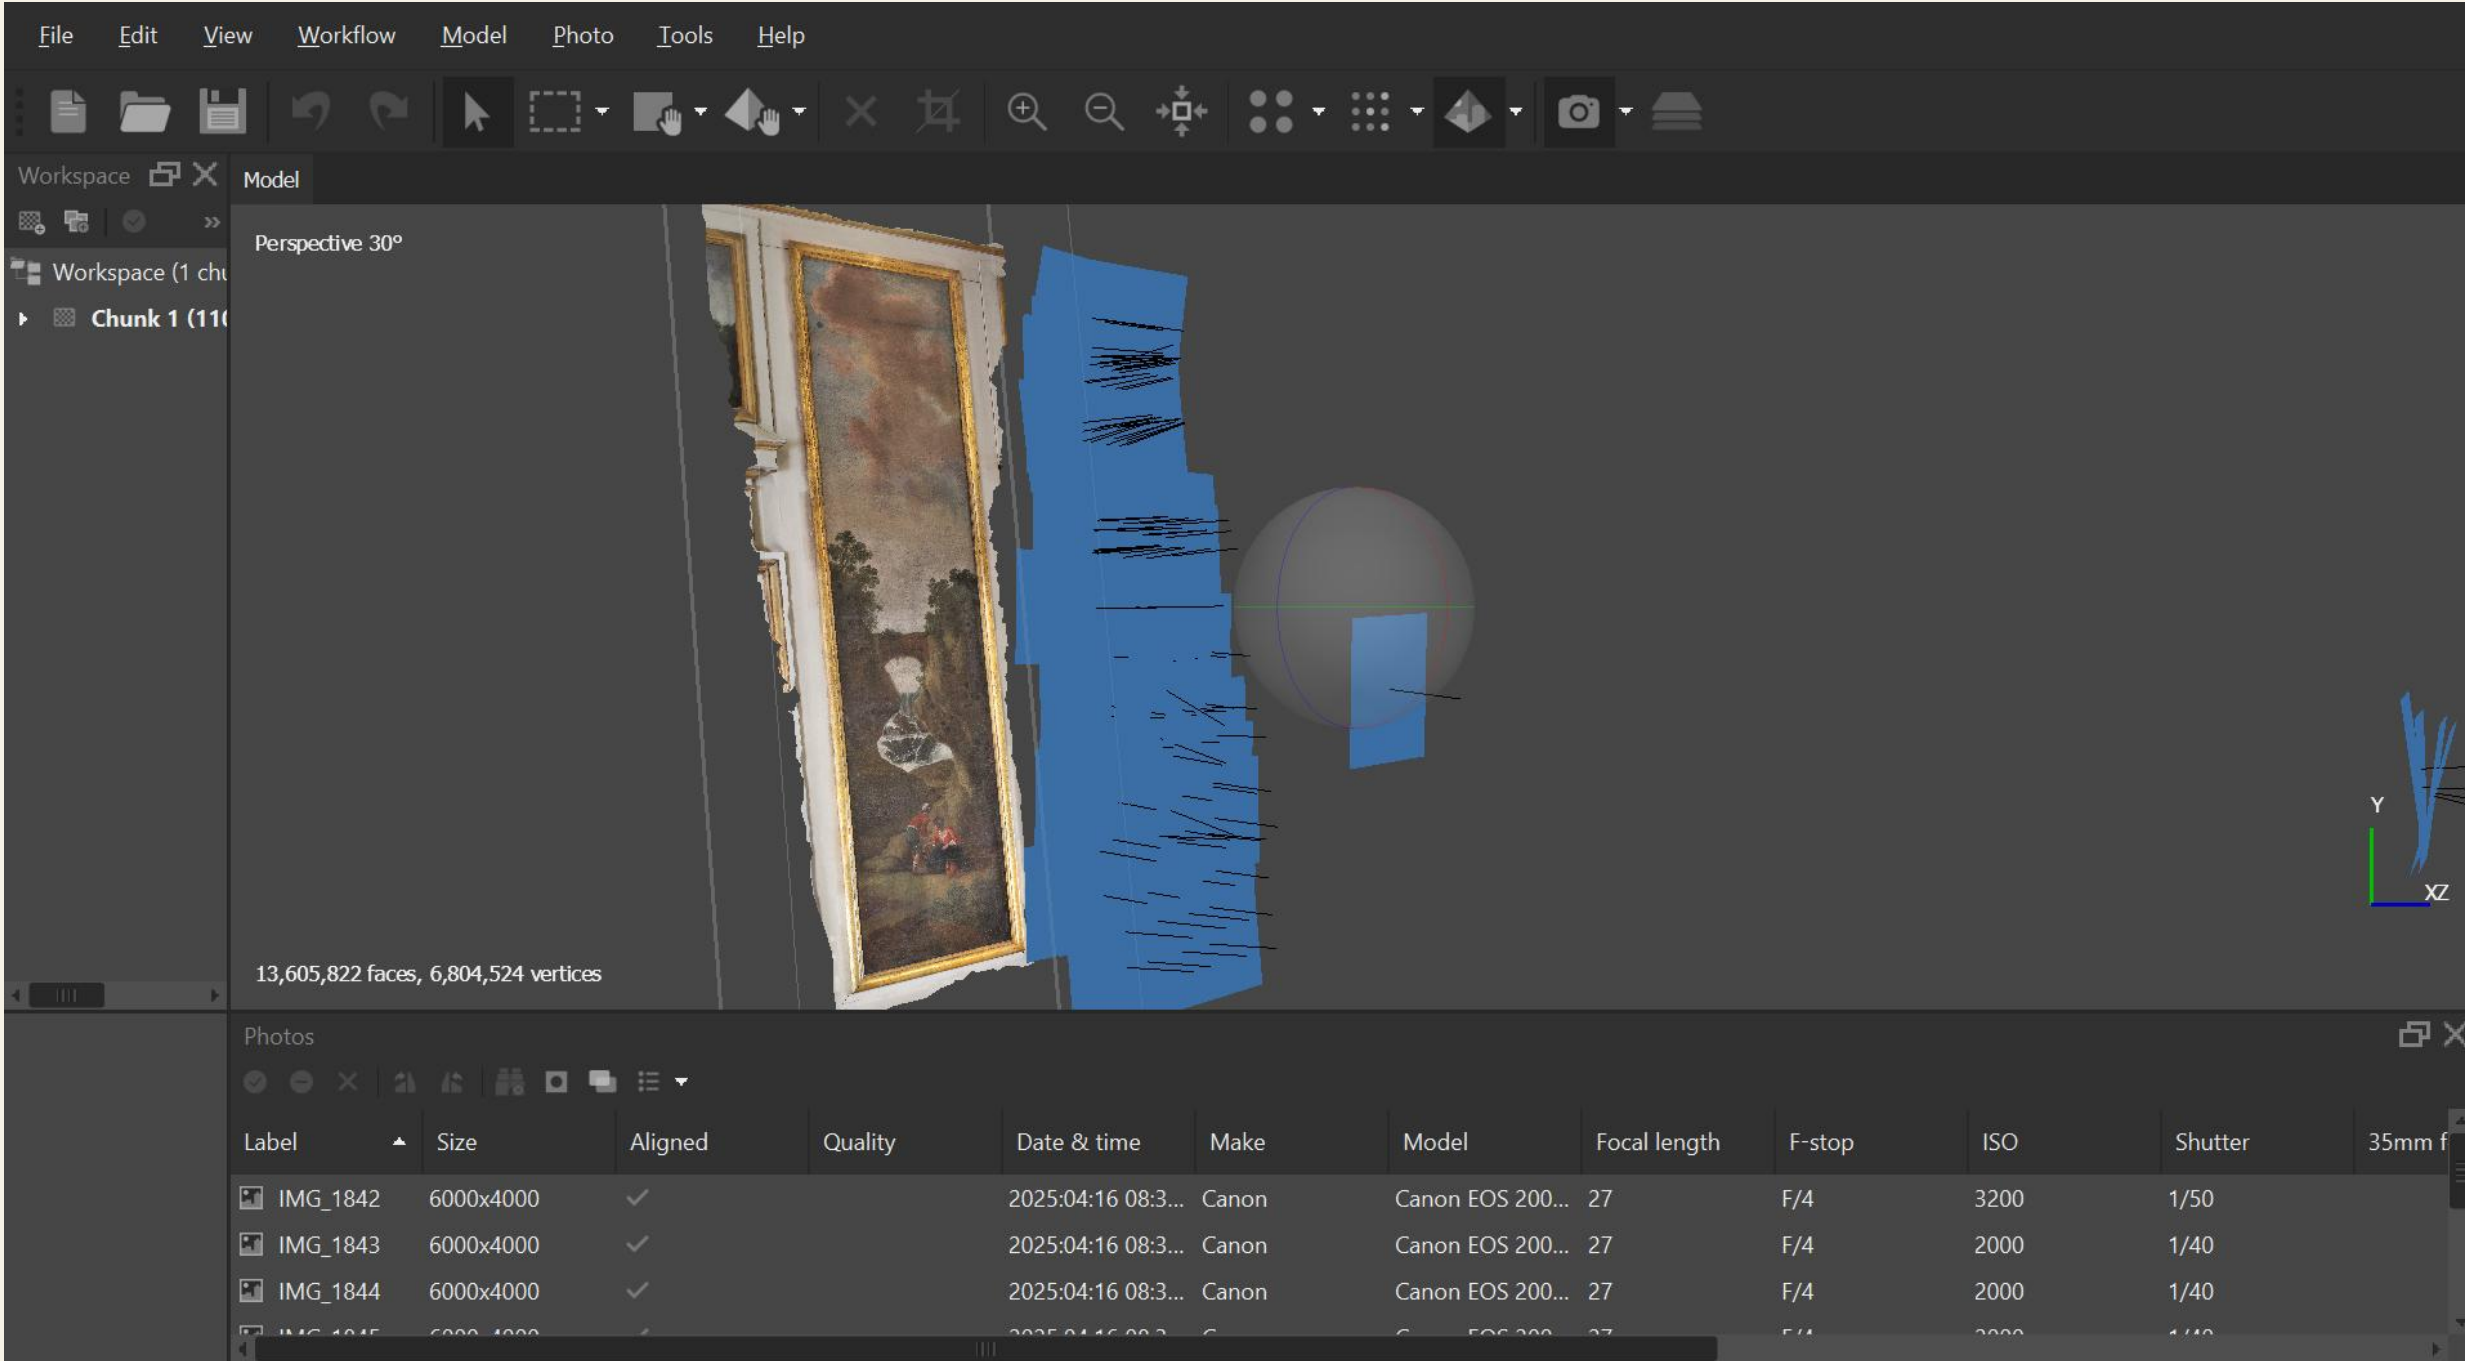 File Edit View Workflow Model Photo Tools Help
Workspace
Model
Workspace (1 chu
Chunk 1 (110
Perspective 30°
Y
XZ
13,605,822 faces, 6,804,524 vertices
Photos
Label Size Aligned Quality Date & time Make Model Focal length F-stop ISO Shutter 35mm f
IMG_1842 6000x4000 2025:04:16 08:3... Canon Canon EOS 200... 27 F/4 3200 1/50
IMG_1843 6000x4000 2025:04:16 08:3... Canon Canon EOS 200... 27 F/4 2000 1/40
IMG_1844 6000x4000 2025:04:16 08:3... Canon Canon EOS 200... 27 F/4 2000 1/40